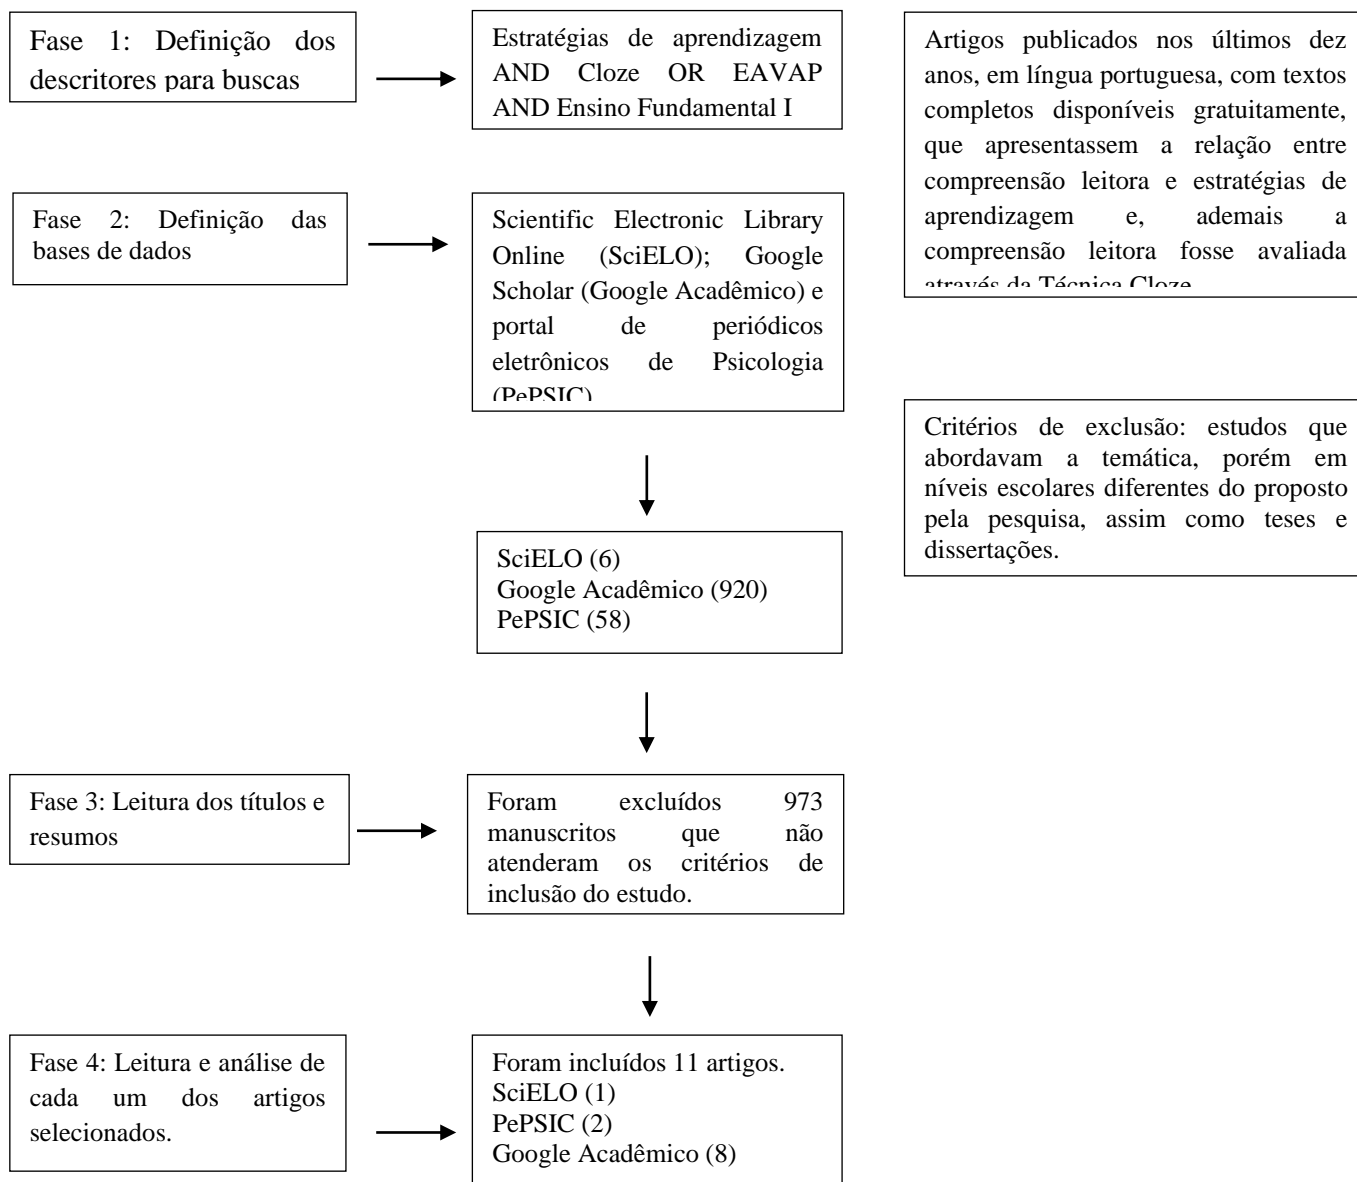 Fase 1: Definição dos
descritores para buscas
Estratégias de aprendizagem
AND Cloze OR EAVAP
AND Ensino Fundamental I
Artigos publicados nos últimos dez
anos, em língua portuguesa, com textos
completos disponíveis gratuitamente,
que apresentassem a relação entre
compreensão leitora e estratégias de
aprendizagem e, ademais a
compreensão leitora fosse avaliada
através da Técnica Cloze
Fase 2: Definição das
bases de dados
Scientific Electronic Library
Online (SciELO); Google
Scholar (Google Acadêmico) e
portal de periódicos
eletrônicos de Psicologia
(PePSIC)
Critérios de exclusão: estudos que
abordavam a temática, porém em
níveis escolares diferentes do proposto
pela pesquisa, assim como teses e
dissertações.
SciELO (6)
Google Acadêmico (920)
PePSIC (58)
Fase 3: Leitura dos títulos e
resumos
Foram excluídos 973
manuscritos que não
atenderam os critérios de
inclusão do estudo.
Fase 4: Leitura e análise de
cada um dos artigos
selecionados.
Foram incluídos 11 artigos.
SciELO (1)
PePSIC (2)
Google Acadêmico (8)